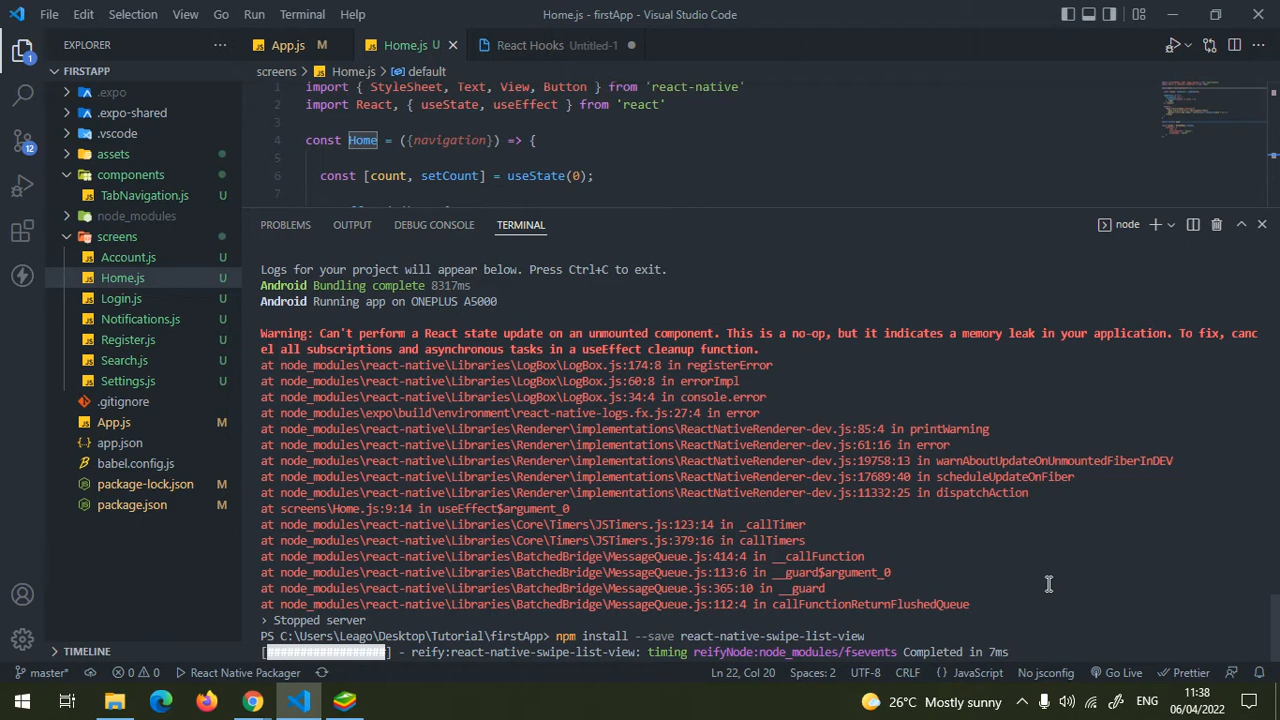 File Edit Selection View Go Run Terminal Help
Home.js - firstApp - Visual Studio Code
EXPLORER
App.js M
Home.js U
React Hooks Untitled-1
FIRSTAPP
screens > Home.js > default
.expo
.expo-shared
.vscode
assets
components
TabNavigation.js U
node_modules
screens
Account.js U
Home.js U
Login.js U
Notifications.js U
Register.js U
Search.js U
Settings.js U
.gitignore
App.js M
app.json
babel.config.js
package-lock.json M
package.json M
TIMELINE
1 import { StyleSheet, Text, View, Button } from 'react-native'
2 import React, { useState, useEffect } from 'react'
3
4 const Home = ({navigation}) => {
5
6 const [count, setCount] = useState(0);
7
PROBLEMS OUTPUT DEBUG CONSOLE TERMINAL
node
Logs for your project will appear below. Press Ctrl+C to exit.
Android Bundling complete 8317ms
Android Running app on ONEPLUS A5000
Warning: Can't perform a React state update on an unmounted component. This is a no-op, but it indicates a memory leak in your application. To fix, canc
el all subscriptions and asynchronous tasks in a useEffect cleanup function.
at node_modules\react-native\Libraries\LogBox\LogBox.js:174:8 in registerError
at node_modules\react-native\Libraries\LogBox\LogBox.js:60:8 in errorImpl
at node_modules\react-native\Libraries\LogBox\LogBox.js:34:4 in console.error
at node_modules\expo\build\environment\react-native-logs.fx.js:27:4 in error
at node_modules\react-native\Libraries\Renderer\implementations\ReactNativeRenderer-dev.js:85:4 in printWarning
at node_modules\react-native\Libraries\Renderer\implementations\ReactNativeRenderer-dev.js:61:16 in error
at node_modules\react-native\Libraries\Renderer\implementations\ReactNativeRenderer-dev.js:19758:13 in warnAboutUpdateOnUnmountedFiberInDEV
at node_modules\react-native\Libraries\Renderer\implementations\ReactNativeRenderer-dev.js:17689:40 in scheduleUpdateOnFiber
at node_modules\react-native\Libraries\Renderer\implementations\ReactNativeRenderer-dev.js:11332:25 in dispatchAction
at screens\Home.js:9:14 in useEffect$argument_0
at node_modules\react-native\Libraries\Core\Timers\JSTimers.js:123:14 in _callTimer
at node_modules\react-native\Libraries\Core\Timers\JSTimers.js:379:16 in callTimers
at node_modules\react-native\Libraries\BatchedBridge\MessageQueue.js:414:4 in __callFunction
at node_modules\react-native\Libraries\BatchedBridge\MessageQueue.js:113:6 in __guard$argument_0
at node_modules\react-native\Libraries\BatchedBridge\MessageQueue.js:365:10 in __guard
at node_modules\react-native\Libraries\BatchedBridge\MessageQueue.js:112:4 in callFunctionReturnFlushedQueue
› Stopped server
PS C:\Users\Leago\Desktop\Tutorial\firstApp> npm install --save react-native-swipe-list-view
[##################] - reify:react-native-swipe-list-view: timing reifyNode:node_modules/fsevents Completed in 7ms
1
12
master* 0 0 React Native Packager
Ln 22, Col 20 Spaces: 2 UTF-8 CRLF JavaScript No jsconfig Go Live Prettier
26°C Mostly sunny
ENG
11:38
06/04/2022